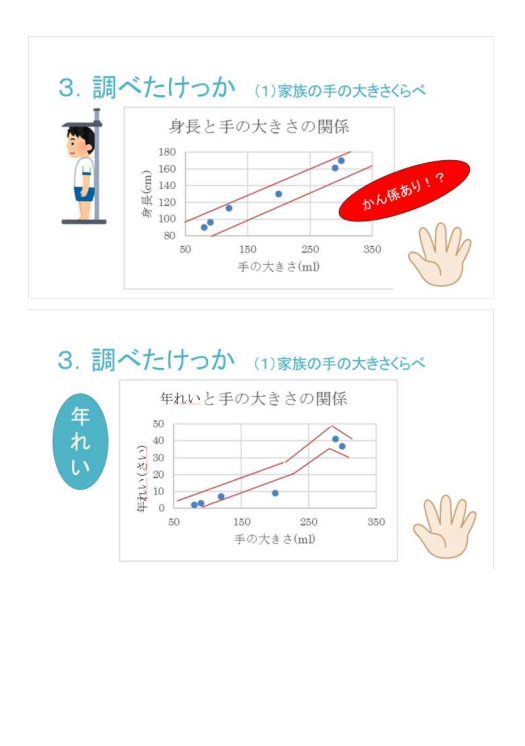 3. 調べたけっか (1)家族の手の大きさくらべ
身長と手の大きさの関係
身長(cm)
180
160
140
120
100
80
50 150 250 350
手の大きさ(ml)
かん係あり！？
3. 調べたけっか (1)家族の手の大きさくらべ
年れい
年れいと手の大きさの関係
年れい(さい)
50
40
30
20
10
0
50 150 250 350
手の大きさ(ml)